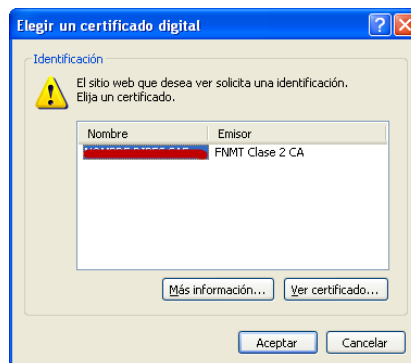 Elegir un certificado digital
Identificación
El sitio web que desea ver solicita una identificación.
Elija un certificado.
Nombre Emisor
FNMT Clase 2 CA
Más información... Ver certificado...
Aceptar Cancelar